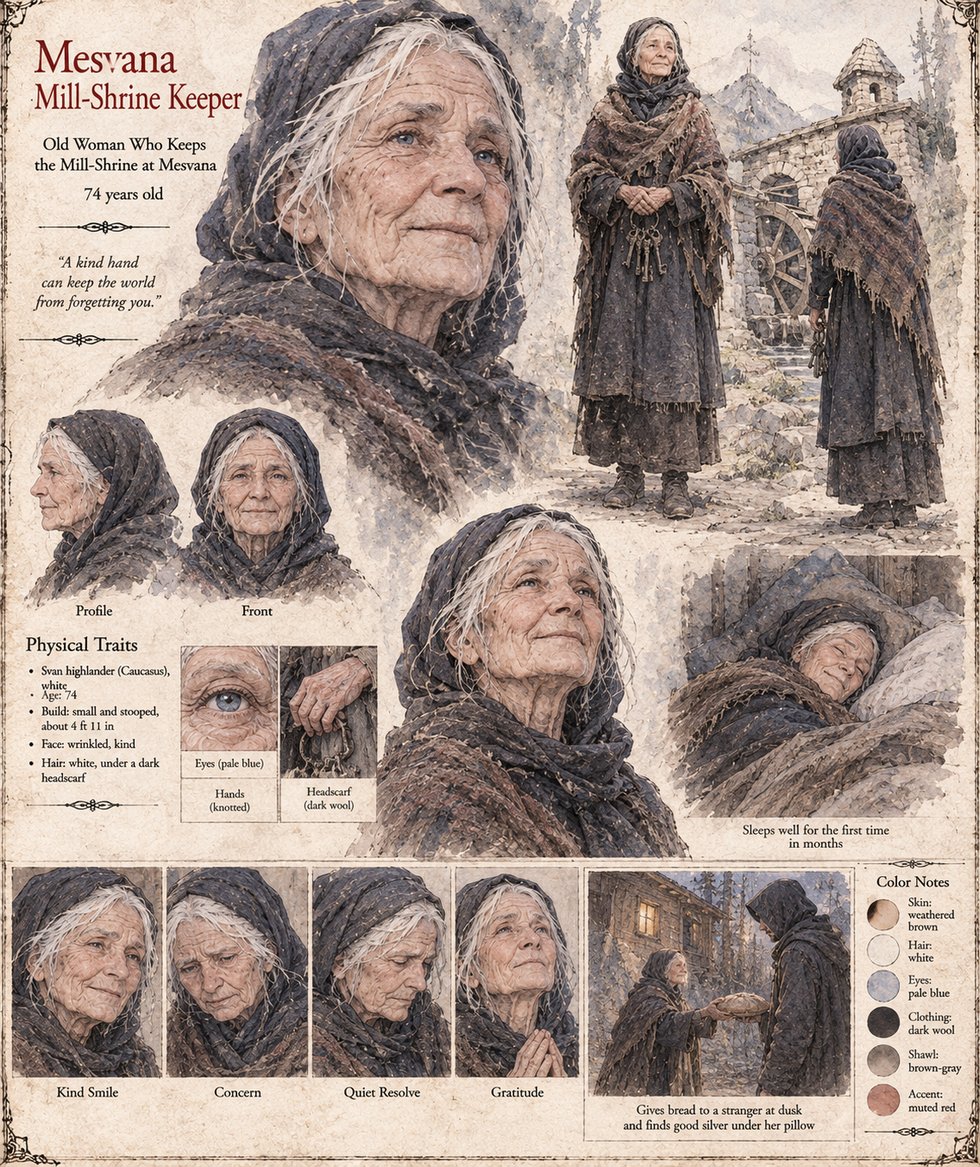 Mesvana
Mill-Shrine Keeper
Old Woman Who Keeps
the Mill-Shrine at Mesvana
74 years old
“A kind hand
can keep the world
from forgetting you.”
Profile
Front
Physical Traits
• Svan highlander (Caucasus),
white
• Age: 74
• Build: small and stooped,
about 4 ft 11 in
• Face: wrinkled, kind
• Hair: white, under a dark
headscarf
Eyes (pale blue)
Hands
(knotted)
Headscarf
(dark wool)
Sleeps well for the first time
in months
Kind Smile
Concern
Quiet Resolve
Gratitude
Gives bread to a stranger at dusk
and finds good silver under her pillow
Color Notes
Skin:
weathered
brown
Hair:
white
Eyes:
pale blue
Clothing:
dark wool
Shawl:
brown-gray
Accent:
muted red